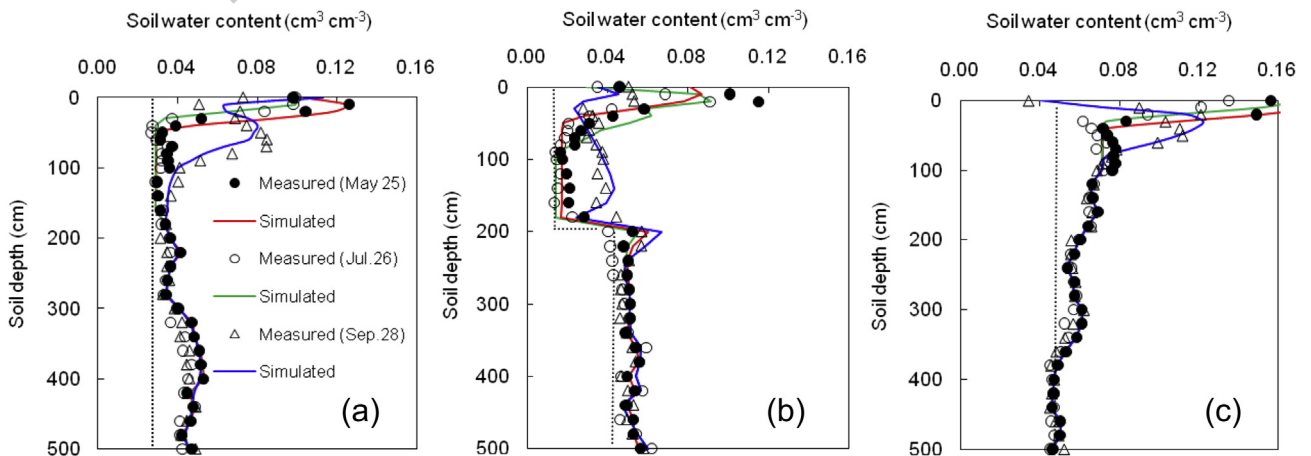 Soil water content (cm³ cm⁻³)
0.00 0.04 0.08 0.12 0.16
Soil depth (cm)
0
100
200
300
400
500
Measured (May 25)
Simulated
Measured (Jul.26)
Simulated
Measured (Sep.28)
Simulated
(a)
Soil water content (cm³ cm⁻³)
0.00 0.04 0.08 0.12 0.16
Soil depth (cm)
0
100
200
300
400
500
(b)
Soil water content (cm³ cm⁻³)
0.00 0.04 0.08 0.12 0.16
Soil depth (cm)
0
100
200
300
400
500
(c)